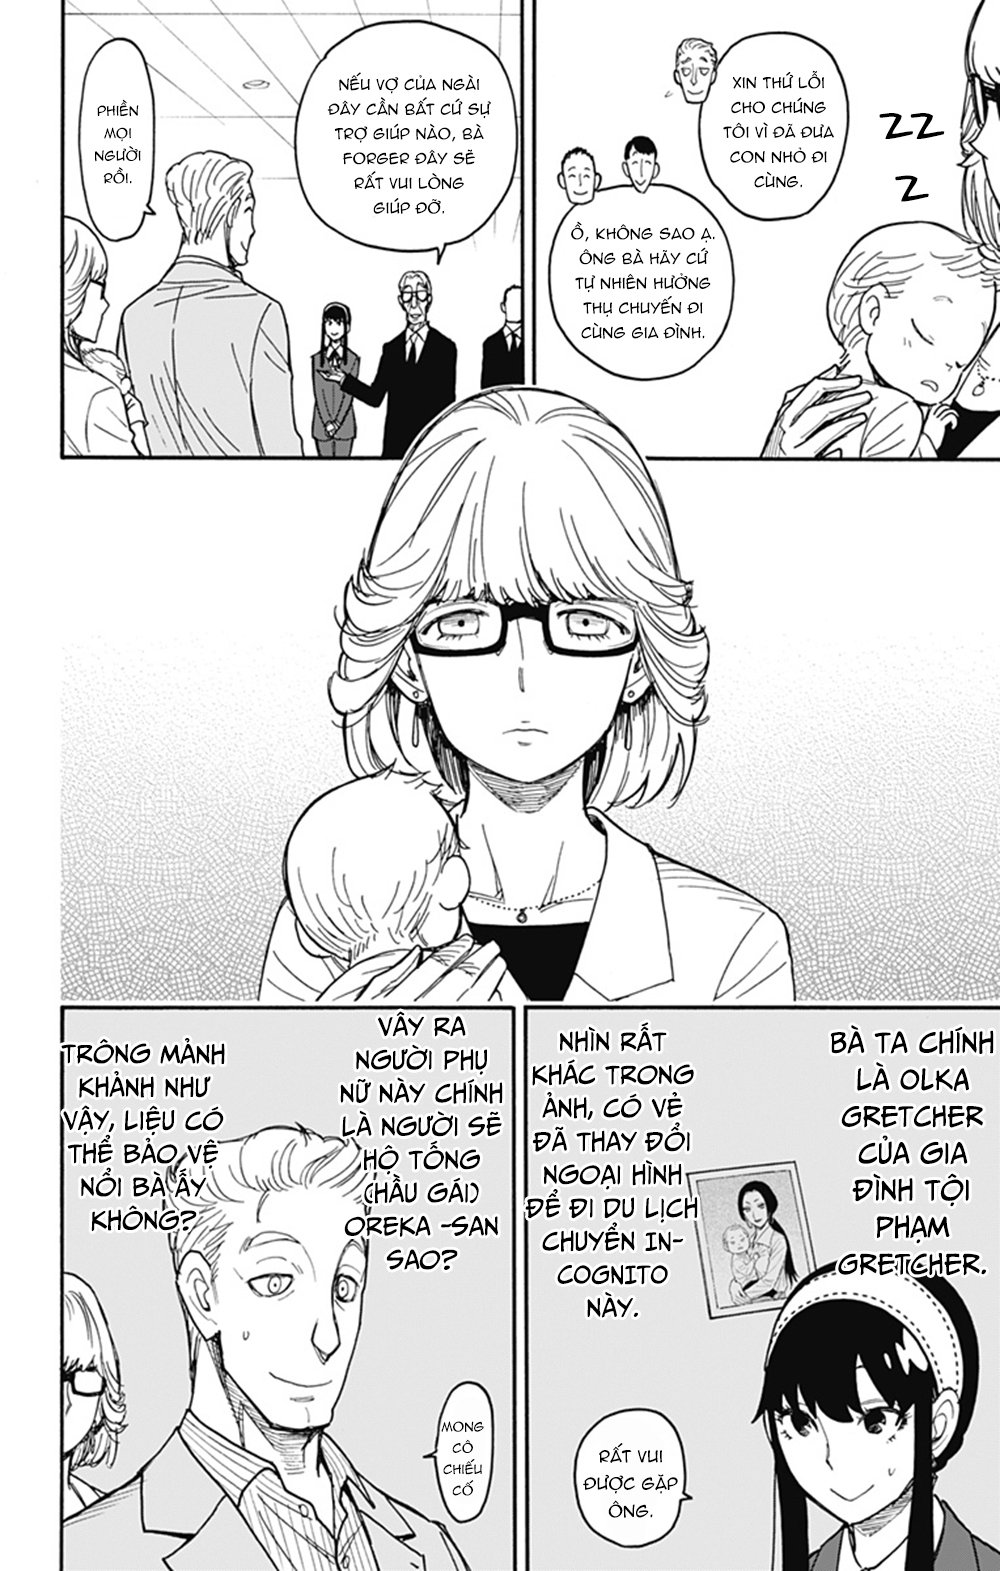 XIN THỨ LỖI
CHO CHÚNG
TÔI VÌ ĐÃ ĐƯA
CON NHỎ ĐI
CÙNG.
ZZ
Z
Ồ, KHÔNG SAO Ạ.
ÔNG BÀ HÃY CỨ
TỰ NHIÊN HƯỞNG
THỤ CHUYẾN ĐI
CÙNG GIA ĐÌNH.
NẾU VỢ CỦA NGÀI
ĐÂY CẦN BẤT CỨ SỰ
TRỢ GIÚP NÀO, BÀ
FORGER ĐÂY SẼ
RẤT VUI LÒNG
GIÚP ĐỠ.
PHIỀN
MỌI
NGƯỜI
RỒI.
BÀ TA CHÍNH
LÀ OLKA
GRETCHER
CỦA GIA
ĐÌNH TỘI
PHẠM
GRETCHER.
NHÌN RẤT
KHÁC TRONG
ẢNH, CÓ VẺ
ĐÃ THAY ĐỔI
NGOẠI HÌNH
ĐỂ ĐI DU LỊCH
CHUYỂN IN-
COGNITO
NÀY.
RẤT VUI
ĐƯỢC GẶP
ÔNG.
VẬY RA
NGƯỜI PHỤ
NỮ NÀY CHÍNH
LÀ NGƯỜI SẼ
HỘ TỐNG
(HẦU GÁI)
OREKA -SAN
SAO?
TRÔNG MẢNH
KHẢNH NHƯ
VẬY, LIỆU CÓ
THỂ BẢO VỆ
NỔI BÀ ẤY
KHÔNG?
MONG
CÔ
CHIẾU
CỐ